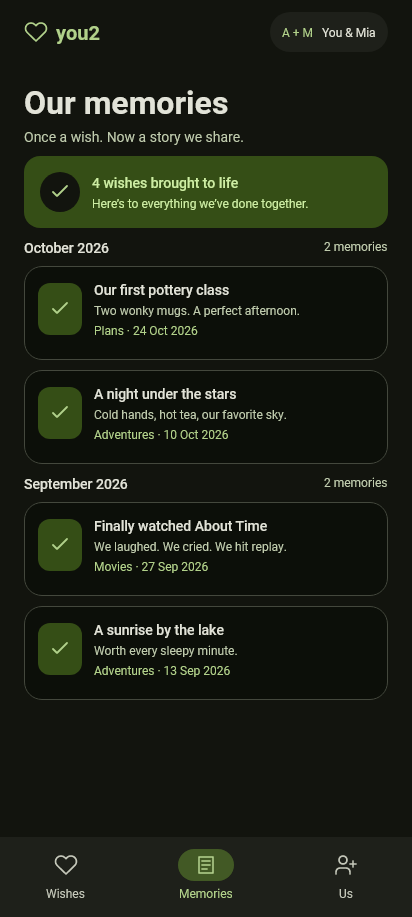 you2
A + M You & Mia
Our memories
Once a wish. Now a story we share.
4 wishes brought to life
Here's to everything we've done together.
October 2026 2 memories
Our first pottery class
Two wonky mugs. A perfect afternoon.
Plans · 24 Oct 2026
A night under the stars
Cold hands, hot tea, our favorite sky.
Adventures · 10 Oct 2026
September 2026 2 memories
Finally watched About Time
We laughed. We cried. We hit replay.
Movies · 27 Sep 2026
A sunrise by the lake
Worth every sleepy minute.
Adventures · 13 Sep 2026
Wishes Memories Us